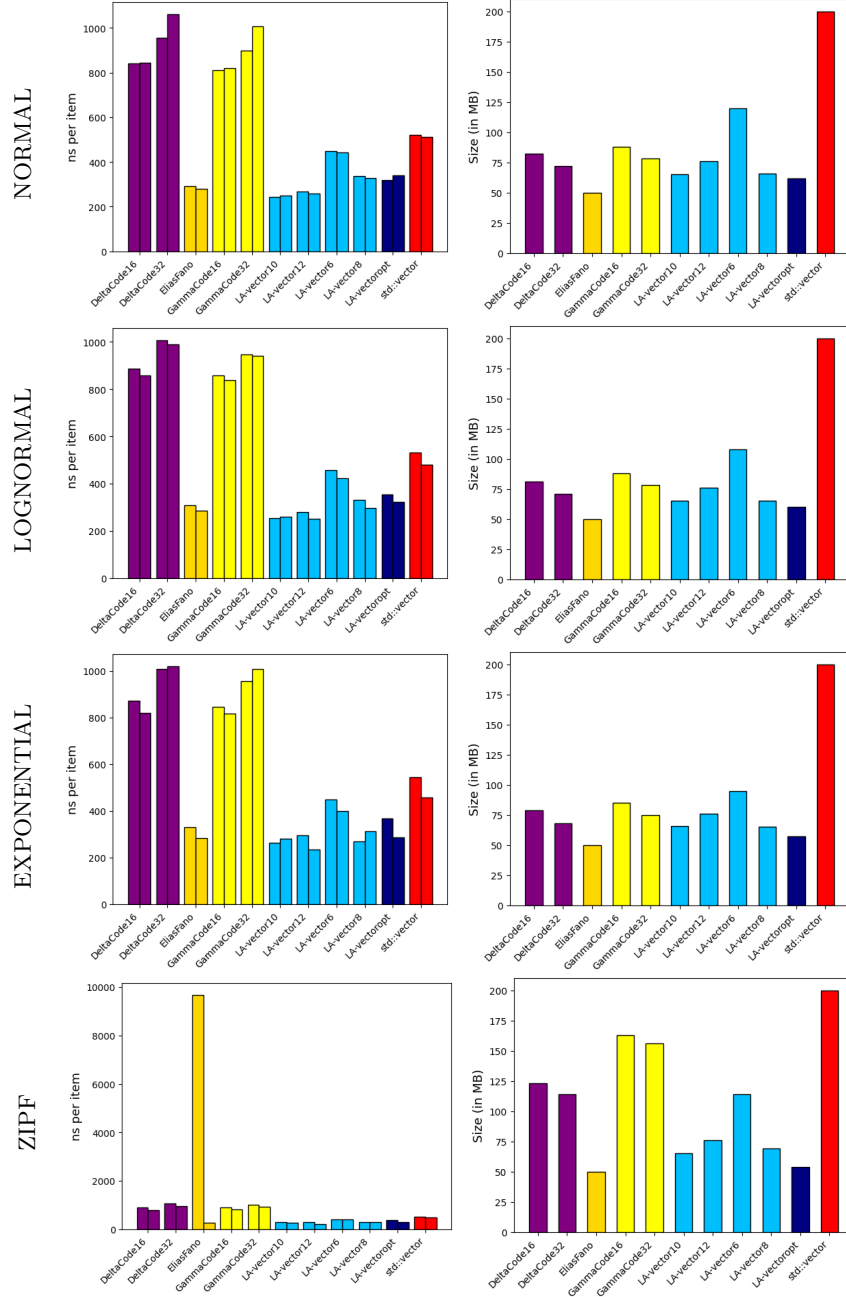 NORMAL
ns per item
1000
800
600
400
200
0
DeltaCode16
DeltaCode32
EliasFano
GammaCode16
GammaCode32
LA-vector10
LA-vector12
LA-vector6
LA-vector8
LA-vectoropt
std::vector
Size (in MB)
200
175
150
125
100
75
50
25
0
DeltaCode16
DeltaCode32
EliasFano
GammaCode16
GammaCode32
LA-vector10
LA-vector12
LA-vector6
LA-vector8
LA-vectoropt
std::vector
LOGNORMAL
ns per item
1000
800
600
400
200
0
DeltaCode16
DeltaCode32
EliasFano
GammaCode16
GammaCode32
LA-vector10
LA-vector12
LA-vector6
LA-vector8
LA-vectoropt
std::vector
Size (in MB)
200
175
150
125
100
75
50
25
0
DeltaCode16
DeltaCode32
EliasFano
GammaCode16
GammaCode32
LA-vector10
LA-vector12
LA-vector6
LA-vector8
LA-vectoropt
std::vector
EXPONENTIAL
ns per item
1000
800
600
400
200
0
DeltaCode16
DeltaCode32
EliasFano
GammaCode16
GammaCode32
LA-vector10
LA-vector12
LA-vector6
LA-vector8
LA-vectoropt
std::vector
Size (in MB)
200
175
150
125
100
75
50
25
0
DeltaCode16
DeltaCode32
EliasFano
GammaCode16
GammaCode32
LA-vector10
LA-vector12
LA-vector6
LA-vector8
LA-vectoropt
std::vector
ZIPF
ns per item
10000
8000
6000
4000
2000
0
DeltaCode16
DeltaCode32
EliasFano
GammaCode16
GammaCode32
LA-vector10
LA-vector12
LA-vector6
LA-vector8
LA-vectoropt
std::vector
Size (in MB)
200
175
150
125
100
75
50
25
0
DeltaCode16
DeltaCode32
EliasFano
GammaCode16
GammaCode32
LA-vector10
LA-vector12
LA-vector6
LA-vector8
LA-vectoropt
std::vector